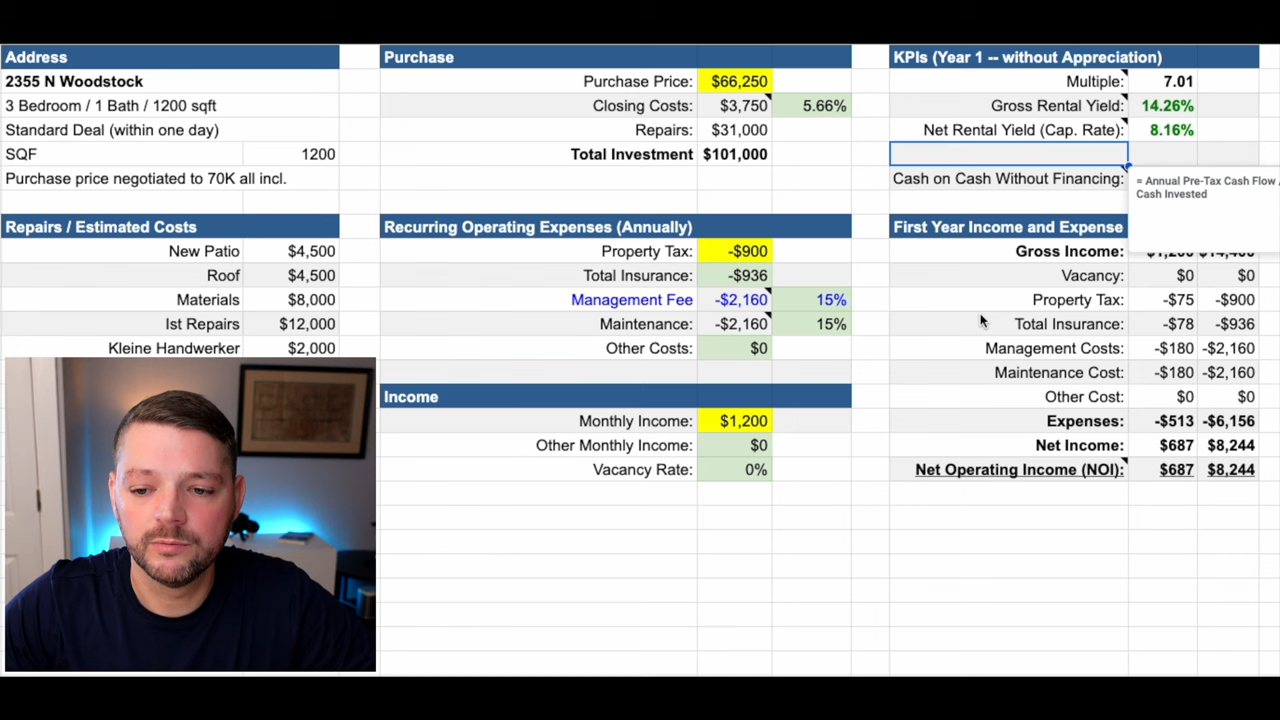 Address
2355 N Woodstock
3 Bedroom / 1 Bath / 1200 sqft
Standard Deal (within one day)
SQF 1200
Purchase price negotiated to 70K all incl.
Repairs / Estimated Costs
New Patio $4,500
Roof $4,500
Materials $8,000
Ist Repairs $12,000
Kleine Handwerker $2,000
Purchase
Purchase Price: $66,250
Closing Costs: $3,750 5.66%
Repairs: $31,000
Total Investment $101,000
Recurring Operating Expenses (Annually)
Property Tax: -$900
Total Insurance: -$936
Management Fee -$2,160 15%
Maintenance: -$2,160 15%
Other Costs: $0
Income
Monthly Income: $1,200
Other Monthly Income: $0
Vacancy Rate: 0%
KPIs (Year 1 -- without Appreciation)
Multiple: 7.01
Gross Rental Yield: 14.26%
Net Rental Yield (Cap. Rate): 8.16%
Cash on Cash Without Financing:
= Annual Pre-Tax Cash Flow /
Cash Invested
First Year Income and Expense
Gross Income: $1,200 $14,400
Vacancy: $0 $0
Property Tax: -$75 -$900
Total Insurance: -$78 -$936
Management Costs: -$180 -$2,160
Maintenance Cost: -$180 -$2,160
Other Cost: $0 $0
Expenses: -$513 -$6,156
Net Income: $687 $8,244
Net Operating Income (NOI): $687 $8,244